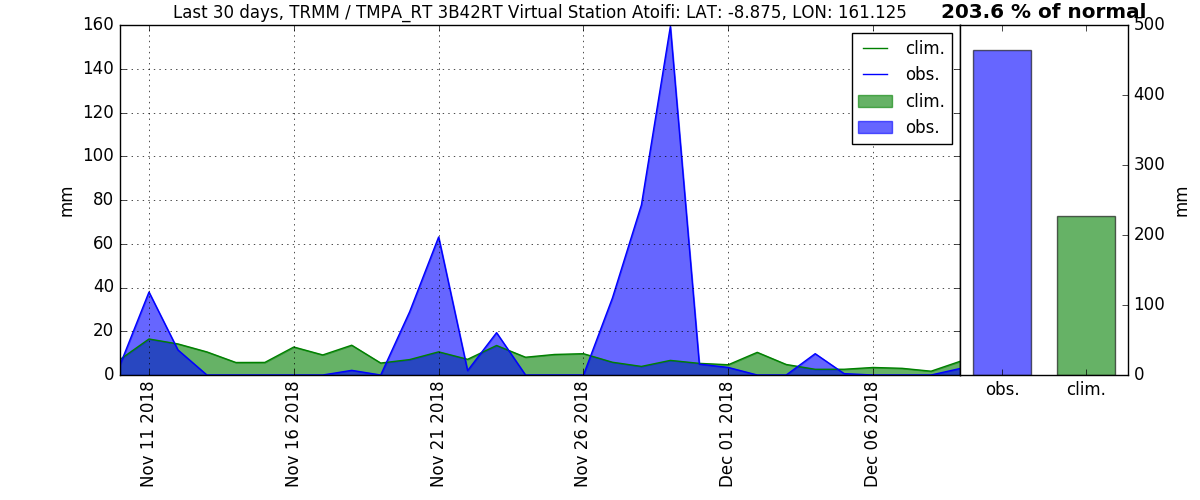 Last 30 days, TRMM / TMPA_RT 3B42RT Virtual Station Atoifi: LAT: -8.875, LON: 161.125
203.6 % of normal
160
140
120
100
80
60
40
20
0
mm
clim.
obs.
clim.
obs.
Nov 11 2018
Nov 16 2018
Nov 21 2018
Nov 26 2018
Dec 01 2018
Dec 06 2018
500
400
300
200
100
0
mm
obs.
clim.